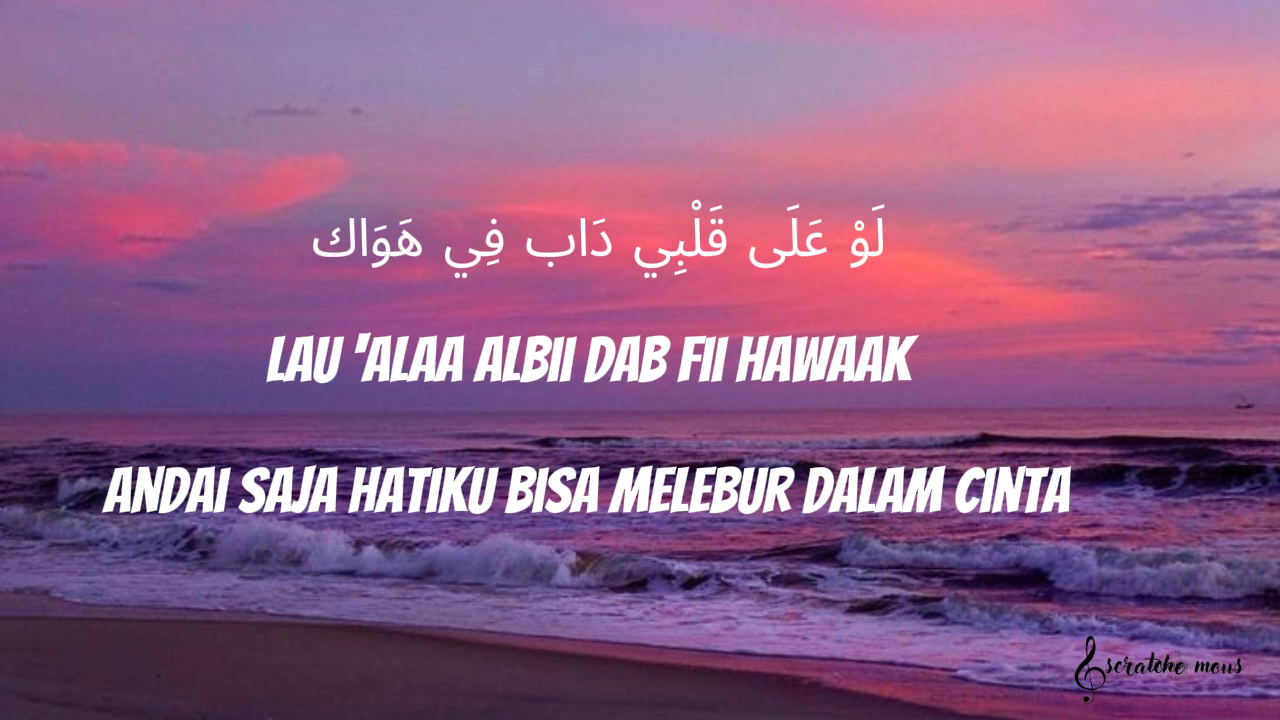 لَوْ عَلَى قَلْبِي دَاب فِي هَوَاك
LAU 'ALAA ALBII DAB FII HAWAAK
ANDAI SAJA HATIKU BISA MELEBUR DALAM CINTA
scratche mous